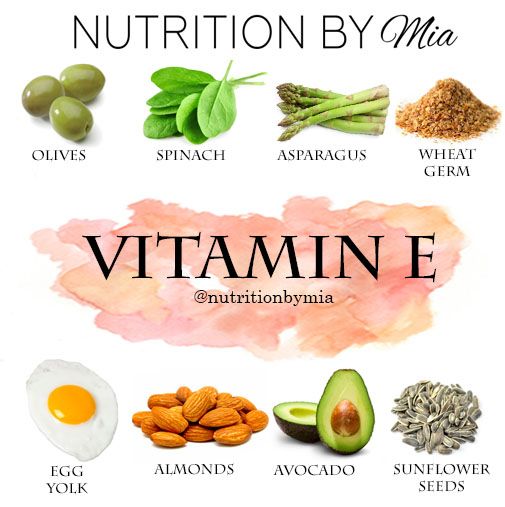 NUTRITION BY Mia
OLIVES
SPINACH
ASPARAGUS
WHEAT
GERM
VITAMIN E
@nutritionbymia
EGG
YOLK
ALMONDS
AVOCADO
SUNFLOWER
SEEDS